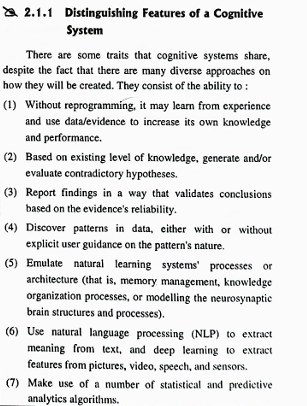 2.1.1 Distinguishing Features of a Cognitive
System
There are some traits that cognitive systems share,
despite the fact that there are many diverse approaches on
how they will be created. They consist of the ability to :
(1) Without reprogramming, it may learn from experience
and use data/evidence to increase its own knowledge
and performance.
(2) Based on existing level of knowledge, generate and/or
evaluate contradictory hypotheses.
(3) Report findings in a way that validates conclusions
based on the evidence's reliability.
(4) Discover patterns in data, either with or without
explicit user guidance on the pattern's nature.
(5) Emulate natural learning systems' processes or
architecture (that is, memory management, knowledge
organization processes, or modelling the neurosynaptic
brain structures and processes).
(6) Use natural language processing (NLP) to extract
meaning from text, and deep learning to extract
features from pictures, video, speech, and sensors.
(7) Make use of a number of statistical and predictive
analytics algorithms.